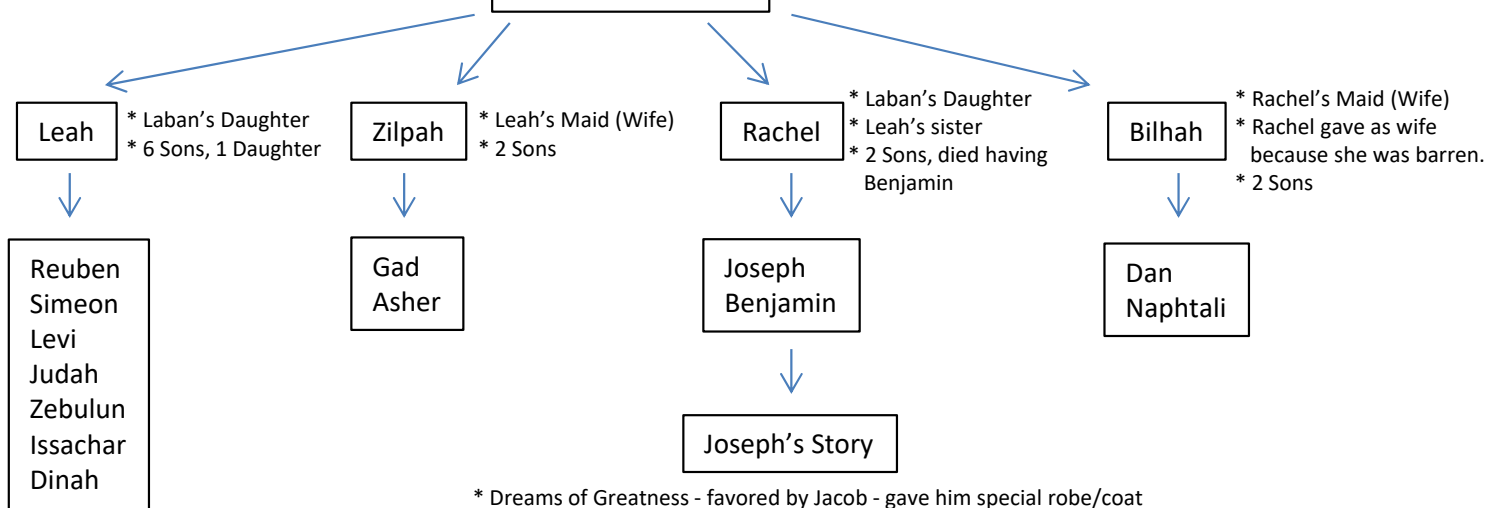 Leah
* Laban’s Daughter
* 6 Sons, 1 Daughter
Zilpah
* Leah’s Maid (Wife)
* 2 Sons
Rachel
* Laban’s Daughter
* Leah’s sister
* 2 Sons, died having
Benjamin
Bilhah
* Rachel’s Maid (Wife)
* Rachel gave as wife
because she was barren.
* 2 Sons
Reuben
Simeon
Levi
Judah
Zebulun
Issachar
Dinah
Gad
Asher
Joseph
Benjamin
Dan
Naphtali
Joseph’s Story
* Dreams of Greatness - favored by Jacob - gave him special robe/coat